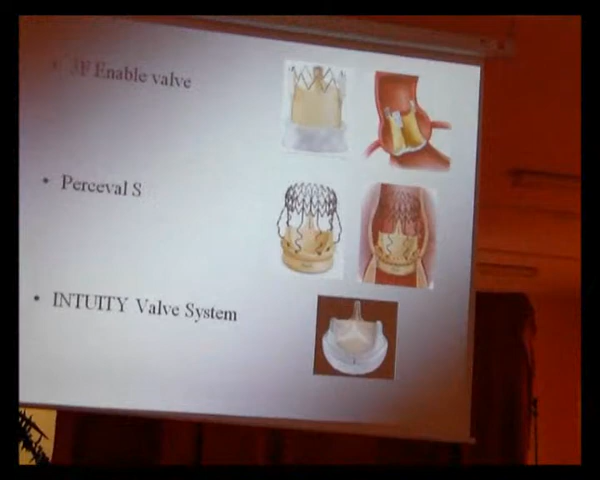 • 3F Enable valve
• Perceval S
• INTUITY Valve System